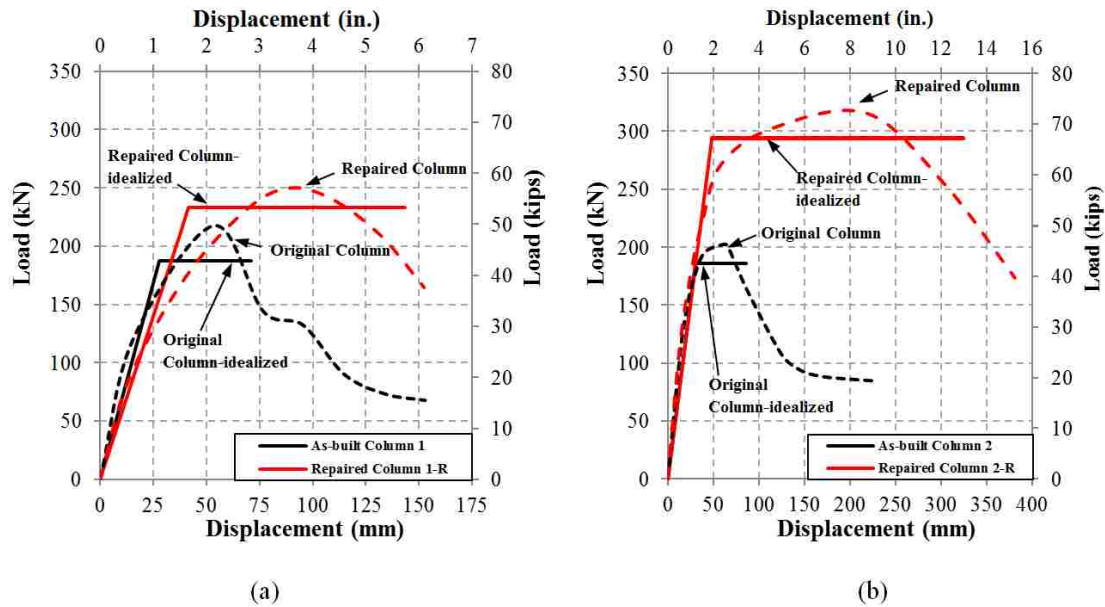 Displacement (in.)
0 1 2 3 4 5 6 7
350
300
250
200
150
100
50
0
Load (kN)
80
70
60
50
40
30
20
10
0
Load (kips)
Repaired Column-
idealized
Repaired Column
Original Column
Original
Column-idealized
As-built Column 1
Repaired Column 1-R
0 25 50 75 100 125 150 175
Displacement (mm)
(a)
Displacement (in.)
0 2 4 6 8 10 12 14 16
350
300
250
200
150
100
50
0
Load (kN)
80
70
60
50
40
30
20
10
0
Load (kips)
Repaired Column
Repaired Column-
idealized
Original Column
Original
Column-idealized
As-built Column 2
Repaired Column 2-R
0 50 100 150 200 250 300 350 400
Displacement (mm)
(b)